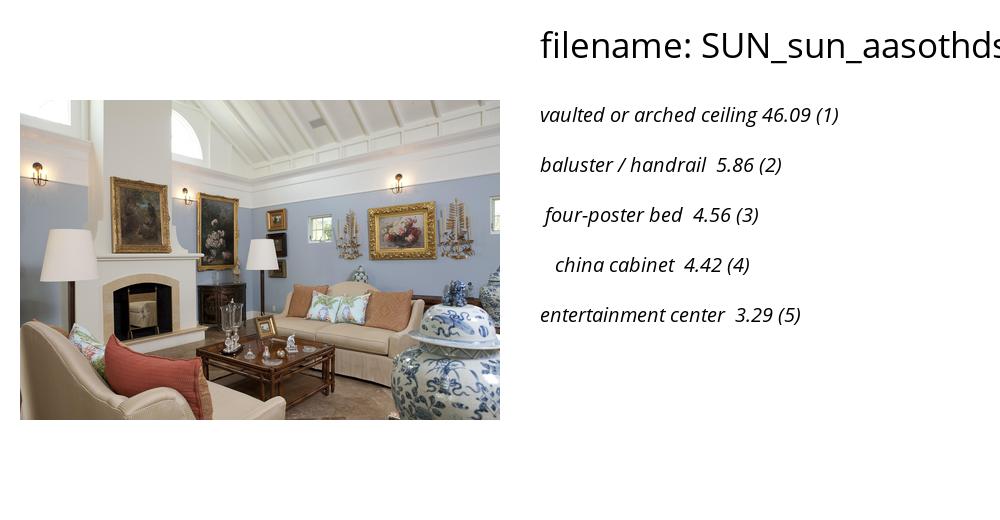 filename: SUN_sun_aasothds
vaulted or arched ceiling 46.09 (1)
baluster / handrail 5.86 (2)
four-poster bed 4.56 (3)
china cabinet 4.42 (4)
entertainment center 3.29 (5)